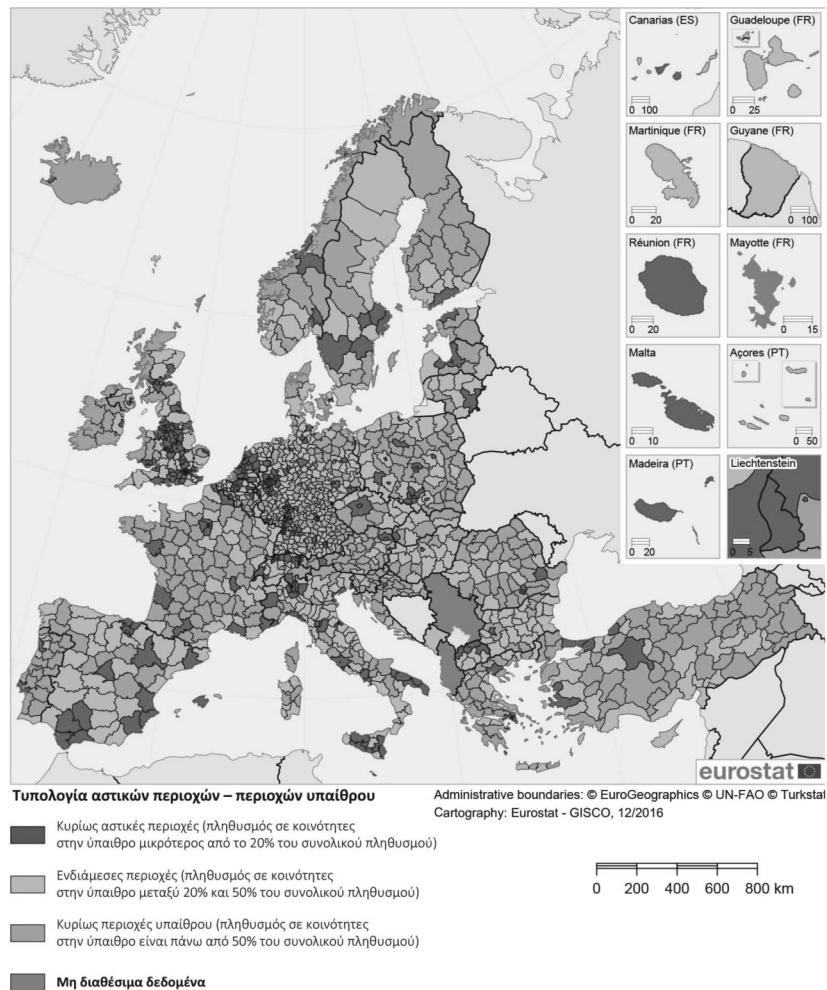 Canarias (ES)
0 100
Guadeloupe (FR)
0 25
Martinique (FR)
0 20
Guyane (FR)
0 100
Réunion (FR)
0 20
Mayotte (FR)
0 15
Malta
0 10
Açores (PT)
0 50
Madeira (PT)
0 20
Liechtenstein
0 5
eurostat
Τυπολογία αστικών περιοχών – περιοχών υπαίθρου
Administrative boundaries: © EuroGeographics © UN-FAO © Turkstat
Cartography: Eurostat - GISCO, 12/2016
Κυρίως αστικές περιοχές (πληθυσμός σε κοινότητες
στην ύπαιθρο μικρότερος από το 20% του συνολικού πληθυσμού)
Ενδιάμεσες περιοχές (πληθυσμός σε κοινότητες
στην ύπαιθρο μεταξύ 20% και 50% του συνολικού πληθυσμού)
Κυρίως περιοχές υπαίθρου (πληθυσμός σε κοινότητες
στην ύπαιθρο είναι πάνω από 50% του συνολικού πληθυσμού)
Μη διαθέσιμα δεδομένα
0 200 400 600 800 km